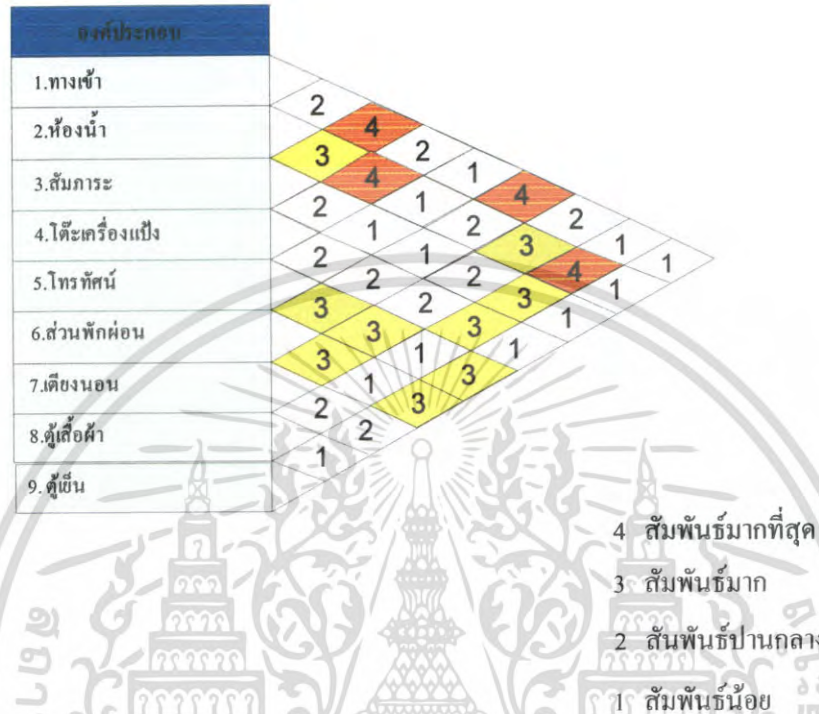 องค์ประกอบ
1.ทางเข้า
2
2.ห้องน้ำ
4
3 2
4 1
3.สัมภาระ
2 1 4
4.โต๊ะเครื่องแป้ง
1 2 2
2 1 3 1
5.โทรทัศน์
2 2 4 1
3 2 3 1
6.ส่วนพักผ่อน
3 3 1
3 1 1
7.เตียงนอน
1 3
2 3
8.ตู้เสื้อผ้า
2
1
9.ตู้เย็น
4 สัมพันธ์มากที่สุด
3 สัมพันธ์มาก
2 สันพันธ์ปานกลาง
1 สัมพันธ์น้อย